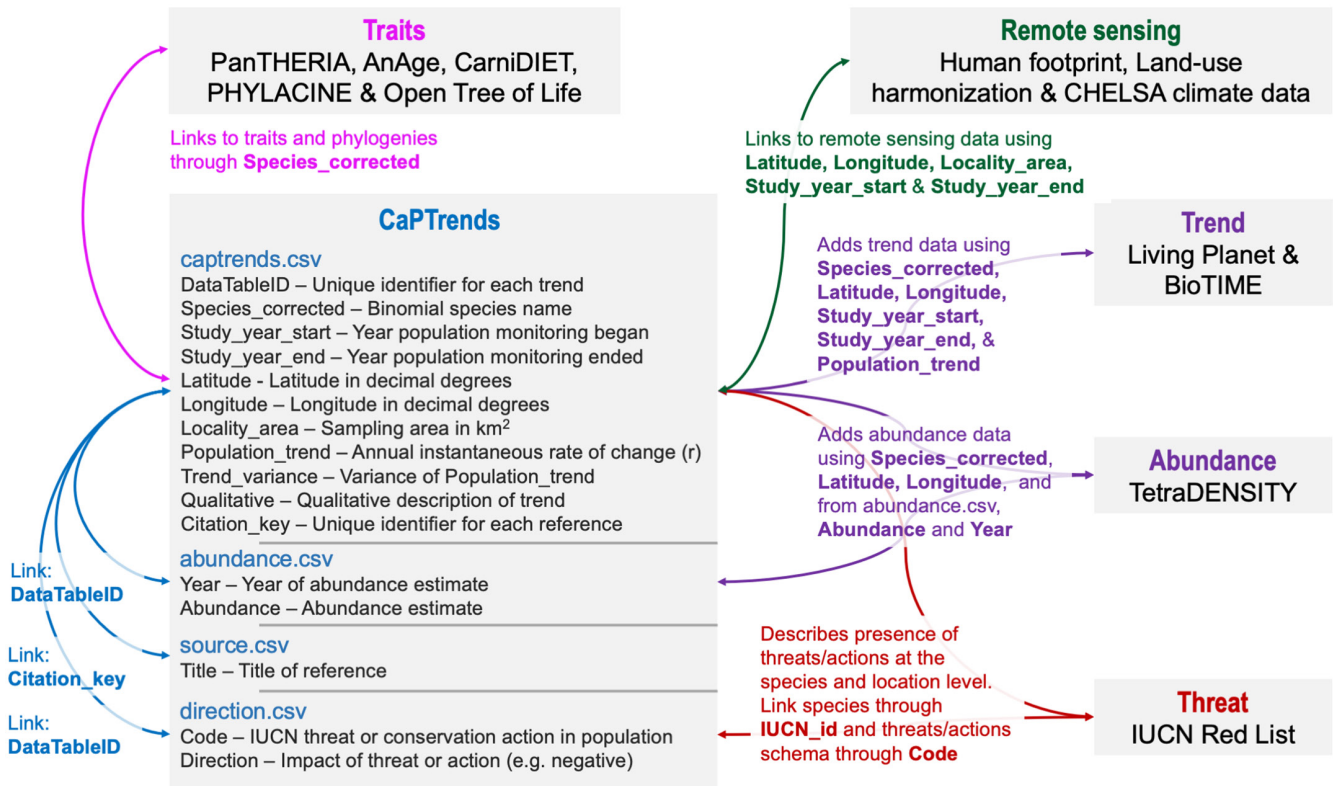 Traits
PanTHERIA, AnAge, CarniDIET,
PHYLACINE & Open Tree of Life
Remote sensing
Human footprint, Land-use
harmonization & CHELSA climate data
Links to traits and phylogenies
through Species_corrected
Links to remote sensing data using
Latitude, Longitude, Locality_area,
Study_year_start & Study_year_end
CaPTrends
captrends.csv
DataTableID – Unique identifier for each trend
Species_corrected – Binomial species name
Study_year_start – Year population monitoring began
Study_year_end – Year population monitoring ended
Latitude - Latitude in decimal degrees
Longitude – Longitude in decimal degrees
Locality_area – Sampling area in km²
Population_trend – Annual instantaneous rate of change (r)
Trend_variance – Variance of Population_trend
Qualitative – Qualitative description of trend
Citation_key – Unique identifier for each reference
abundance.csv
Year – Year of abundance estimate
Abundance – Abundance estimate
source.csv
Title – Title of reference
direction.csv
Code – IUCN threat or conservation action in population
Direction – Impact of threat or action (e.g. negative)
Link:
DataTableID
Link:
Citation_key
Link:
DataTableID
Adds trend data using
Species_corrected,
Latitude, Longitude,
Study_year_start,
Study_year_end, &
Population_trend
Trend
Living Planet &
BioTIME
Adds abundance data
using Species_corrected,
Latitude, Longitude, and
from abundance.csv,
Abundance and Year
Abundance
TetraDENSITY
Describes presence of
threats/actions at the
species and location level.
Link species through
IUCN_id and threats/actions
schema through Code
Threat
IUCN Red List